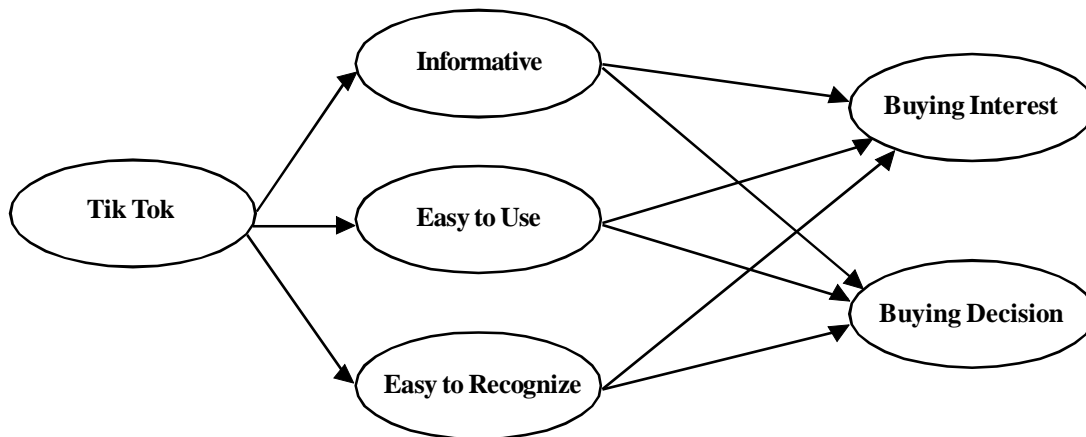 Informative
Buying Interest
Tik Tok
Easy to Use
Buying Decision
Easy to Recognize